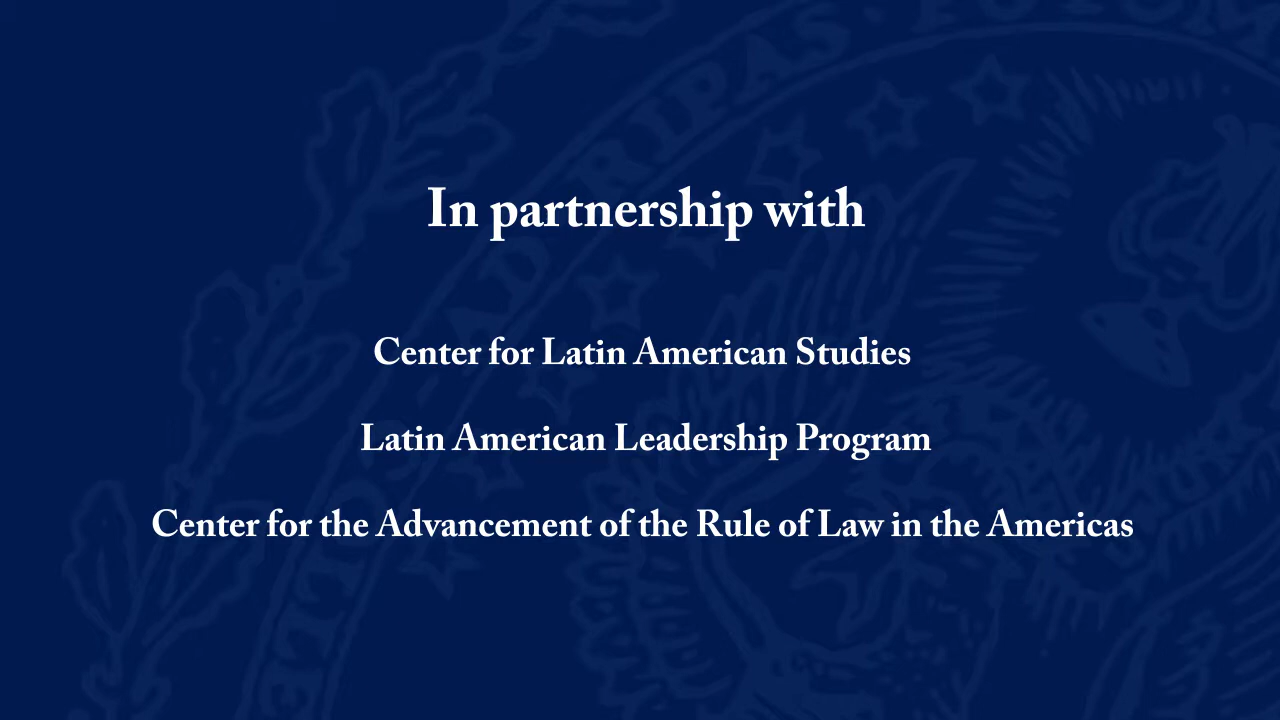 In partnership with
Center for Latin American Studies
Latin American Leadership Program
Center for the Advancement of the Rule of Law in the Americas